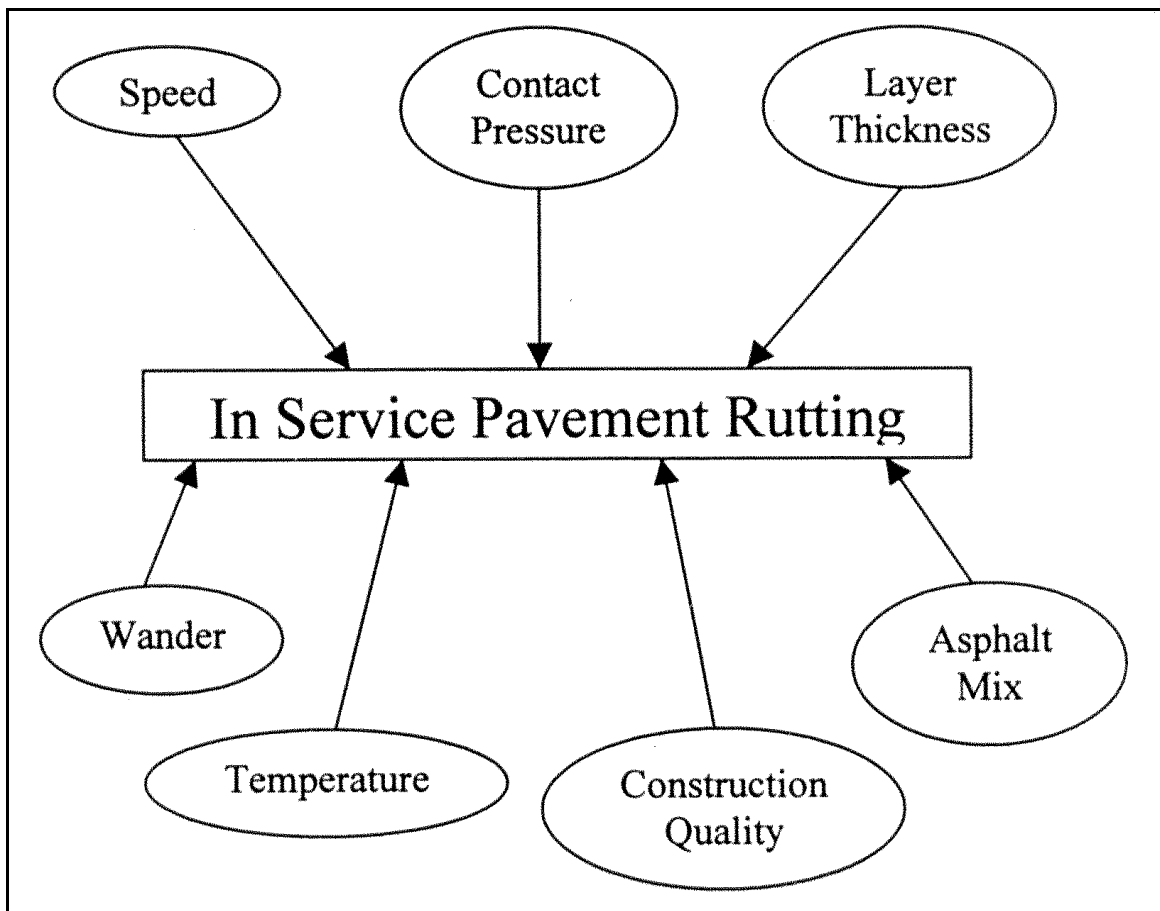 Speed
Contact
Pressure
Layer
Thickness
In Service Pavement Rutting
Wander
Temperature
Construction
Quality
Asphalt
Mix